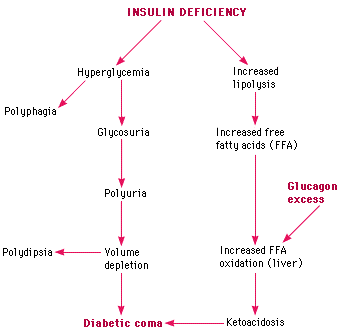 INSULIN DEFICIENCY
Hyperglycemia
Increased
lipolysis
Polyphagia
Glycosuria
Increased free
fatty acids (FFA)
Glucagon
excess
Polyuria
Polydipsia
Volume
depletion
Increased FFA
oxidation (liver)
Diabetic coma
Ketoacidosis